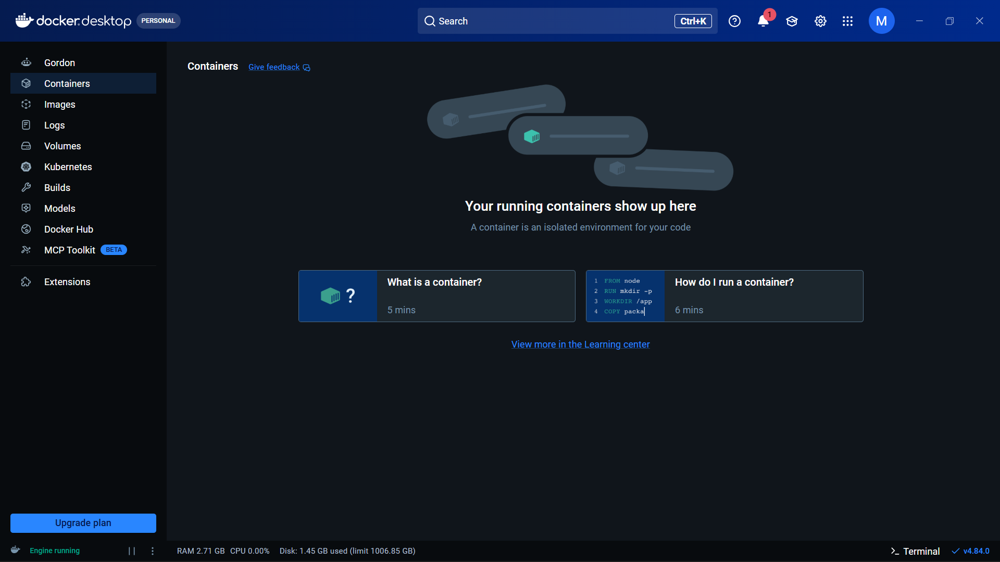 docker.desktop PERSONAL
Search
Ctrl+K
1
M
Gordon
Containers
Images
Logs
Volumes
Kubernetes
Builds
Models
Docker Hub
MCP Toolkit BETA
Extensions
Upgrade plan
Containers Give feedback
Your running containers show up here
A container is an isolated environment for your code
?
What is a container?
5 mins
1 FROM node
2 RUN mkdir -p
3 WORKDIR /app
4 COPY packa
How do I run a container?
6 mins
View more in the Learning center
Engine running
RAM 2.71 GB CPU 0.00% Disk: 1.45 GB used (limit 1006.85 GB)
Terminal
v4.84.0